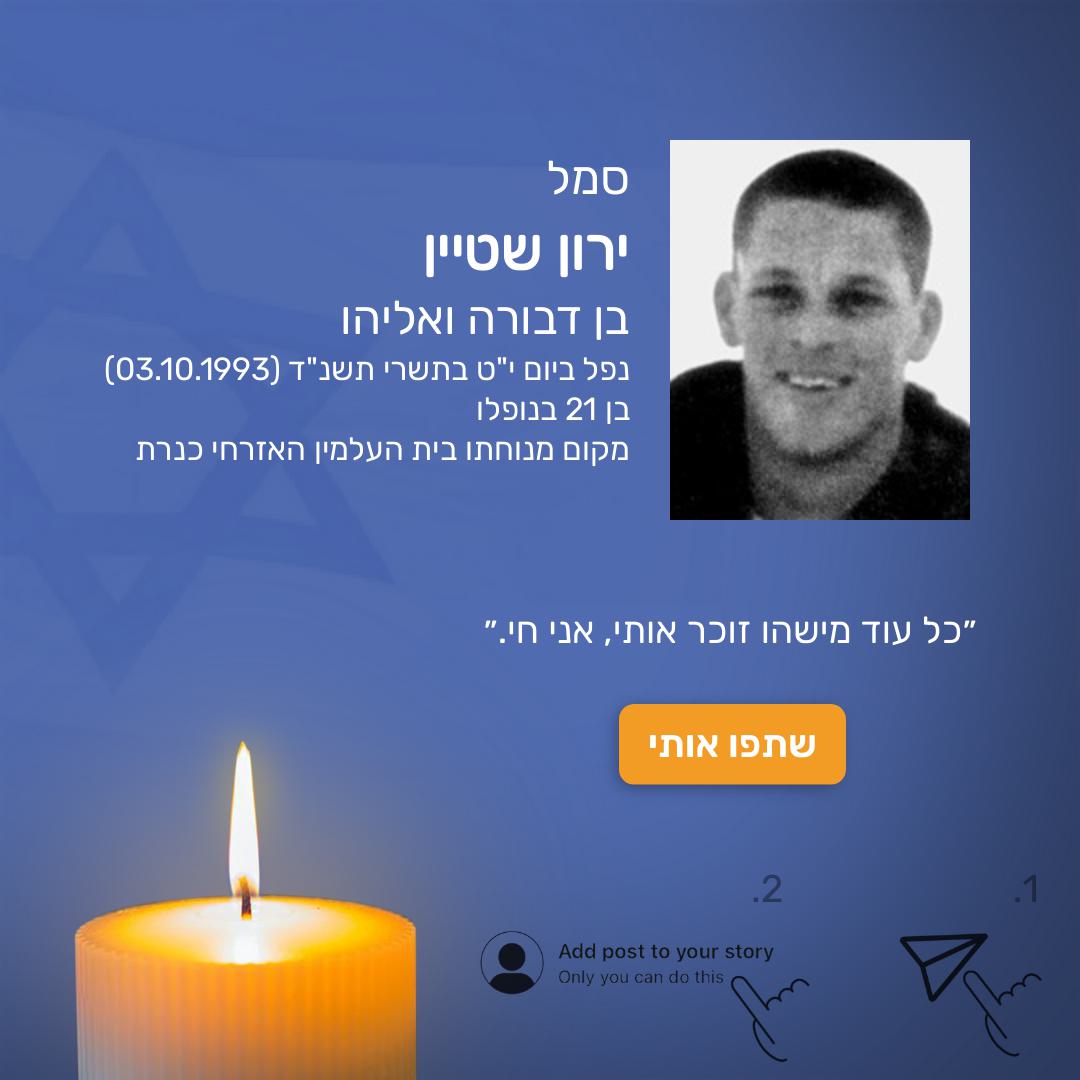 סמל
ירון שטיין
בן דבורה ואליהו
נפל ביום י"ט בתשרי תשנ"ד (03.10.1993)
בן 21 בנופלו
מקום מנוחתו בית העלמין האזרחי כנרת
״כל עוד מישהו זוכר אותי, אני חי.״
שתפו אותי
.1
.2
Add post to your story
Only you can do this